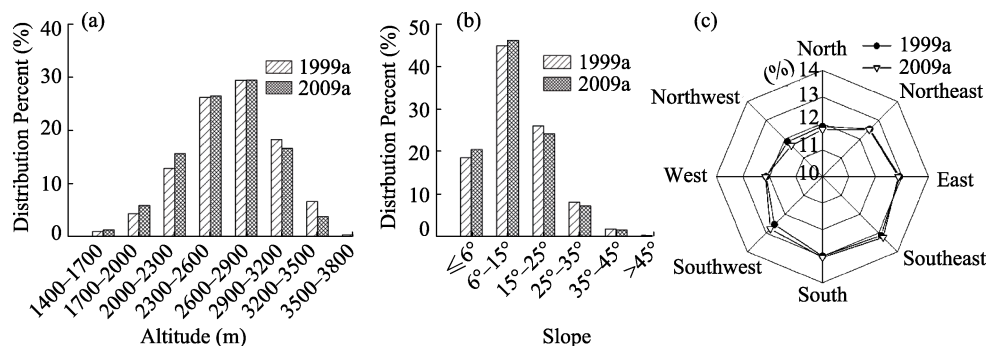 (a)
Distribution Percent (%)
40
30
20
10
0
1999a
2009a
1400–1700
1700–2000
2000–2300
2300–2600
2600–2900
2900–3200
3200–3500
3500–3800
Altitude (m)
(b)
Distrbution Percent (%)
50
40
30
20
10
0
1999a
2009a
≤6°
6°–15°
15°–25°
25°–35°
35°–45°
>45°
Slope
(c)
1999a
2009a
(%)
14
13
12
11
10
North
Northeast
East
Southeast
South
Southwest
West
Northwest